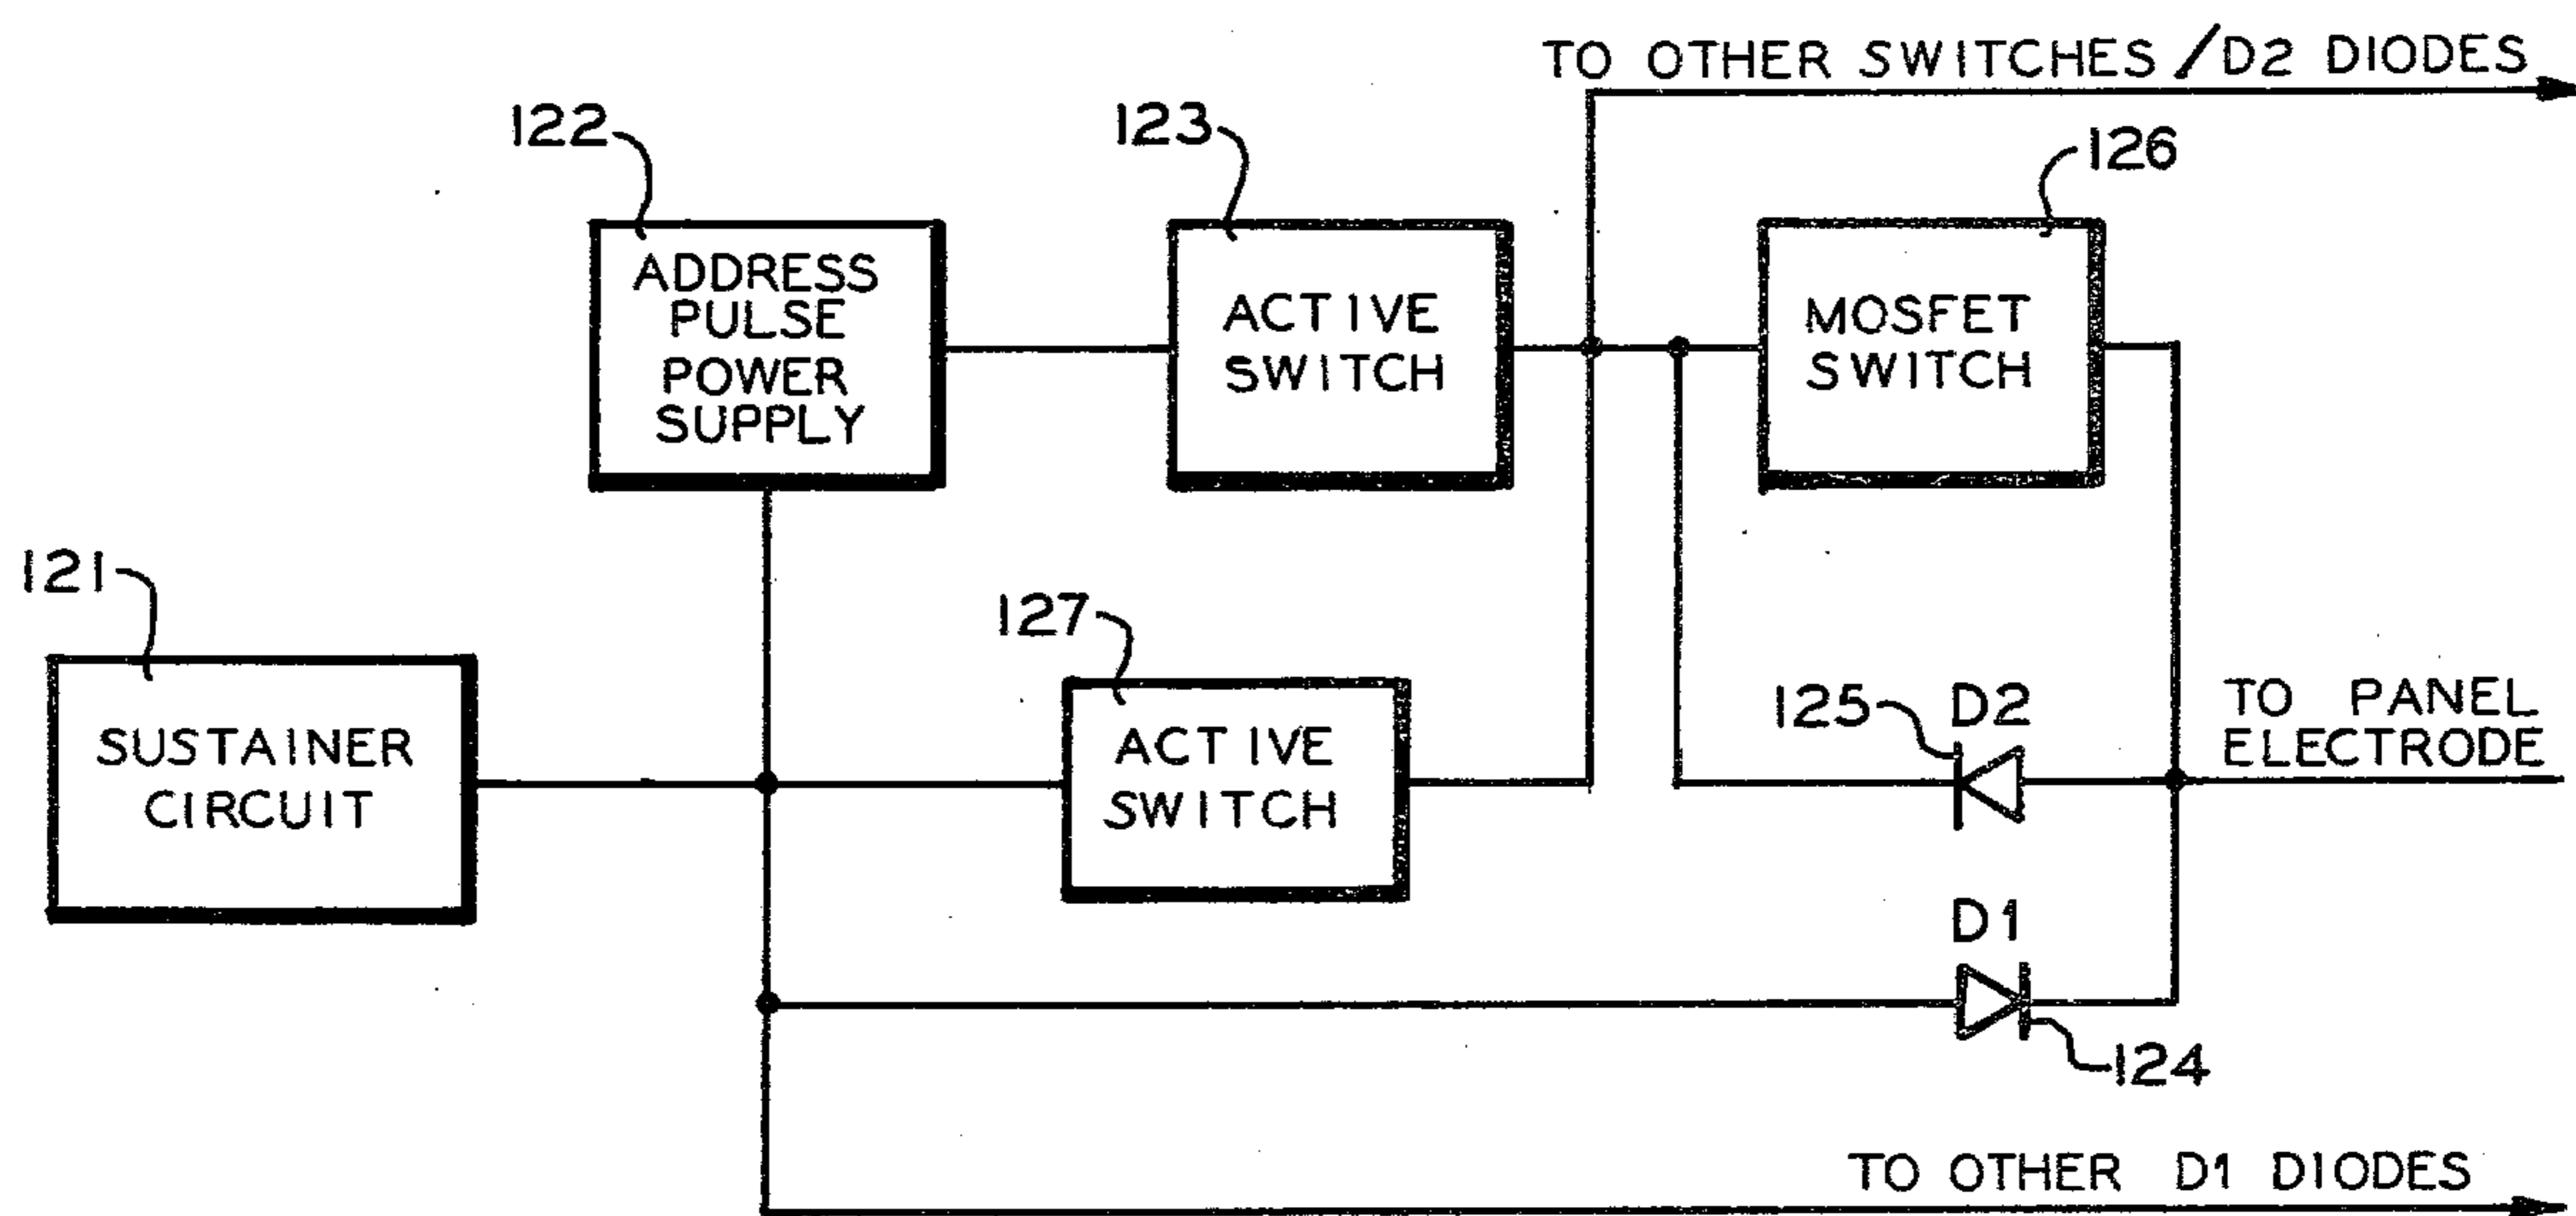 TO OTHER SWITCHES/D2 DIODES
122
123
126
ADDRESS
PULSE
POWER
SUPPLY
ACTIVE
SWITCH
MOSFET
SWITCH
121
127
SUSTAINER
CIRCUIT
ACTIVE
SWITCH
125
D2
TO PANEL
ELECTRODE
D1
124
TO OTHER D1 DIODES